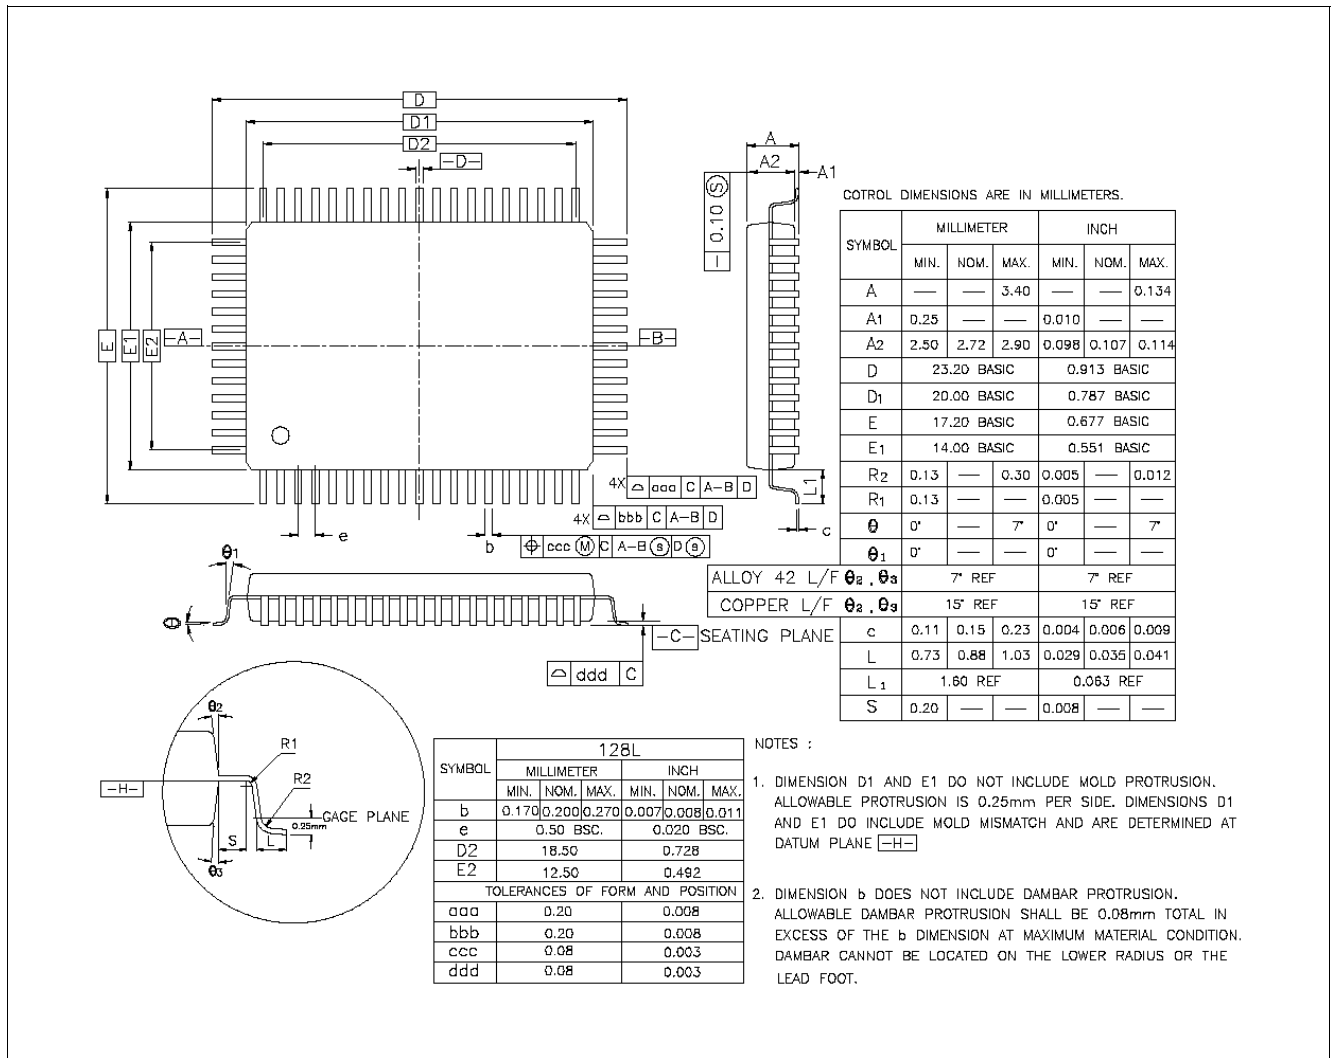 D
D1
D2
-D-
E
E1
E2
-A-
-B-
e
b
4X aaa C A-B D
4X bbb C A-B D
ccc M C A-B S D S
A
A2
A1
0.10 S
L1
c
θ1
θ
-C- SEATING PLANE
ddd C
θ2
R1
R2
-H-
GAGE PLANE
0.25mm
S
L
θ3
COTROL DIMENSIONS ARE IN MILLIMETERS.
SYMBOL MILLIMETER INCH
MIN. NOM. MAX. MIN. NOM. MAX.
A — — 3.40 — — 0.134
A1 0.25 — — 0.010 — —
A2 2.50 2.72 2.90 0.098 0.107 0.114
D 23.20 BASIC 0.913 BASIC
D1 20.00 BASIC 0.787 BASIC
E 17.20 BASIC 0.677 BASIC
E1 14.00 BASIC 0.551 BASIC
R2 0.13 — 0.30 0.005 — 0.012
R1 0.13 — — 0.005 — —
θ 0° — 7° 0° — 7°
θ1 0° — — 0° — —
ALLOY 42 L/F θ2 , θ3 7° REF 7° REF
COPPER L/F θ2 , θ3 15° REF 15° REF
c 0.11 0.15 0.23 0.004 0.006 0.009
L 0.73 0.88 1.03 0.029 0.035 0.041
L1 1.60 REF 0.063 REF
S 0.20 — — 0.008 — —
128L
SYMBOL MILLIMETER INCH
MIN. NOM. MAX. MIN. NOM. MAX.
b 0.170 0.200 0.270 0.007 0.008 0.011
e 0.50 BSC. 0.020 BSC.
D2 18.50 0.728
E2 12.50 0.492
TOLERANCES OF FORM AND POSITION
aaa 0.20 0.008
bbb 0.20 0.008
ccc 0.08 0.003
ddd 0.08 0.003
NOTES :
1. DIMENSION D1 AND E1 DO NOT INCLUDE MOLD PROTRUSION.
ALLOWABLE PROTRUSION IS 0.25mm PER SIDE. DIMENSIONS D1
AND E1 DO INCLUDE MOLD MISMATCH AND ARE DETERMINED AT
DATUM PLANE -H-
2. DIMENSION b DOES NOT INCLUDE DAMBAR PROTRUSION.
ALLOWABLE DAMBAR PROTRUSION SHALL BE 0.08mm TOTAL IN
EXCESS OF THE b DIMENSION AT MAXIMUM MATERIAL CONDITION.
DAMBAR CANNOT BE LOCATED ON THE LOWER RADIUS OR THE
LEAD FOOT.